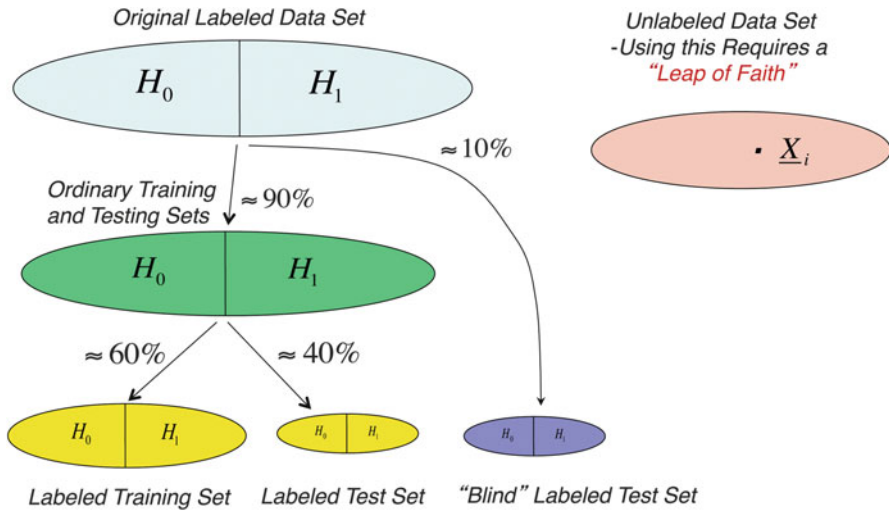 Original Labeled Data Set
H₀ H₁
Unlabeled Data Set
-Using this Requires a
“Leap of Faith”
· X̲ᵢ
≈10%
Ordinary Training
and Testing Sets
≈90%
H₀ H₁
≈60%
≈40%
H₀ H₁
H₀ H₁
H₀ H₁
Labeled Training Set
Labeled Test Set
“Blind” Labeled Test Set